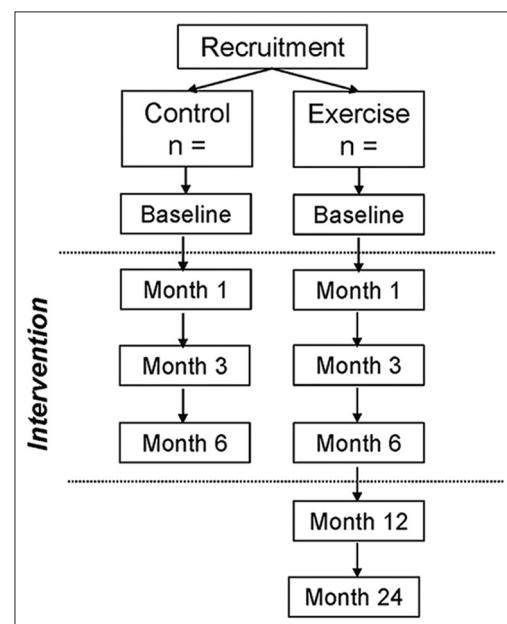 Recruitment
Control
n =
Exercise
n =
Baseline
Baseline
Intervention
Month 1
Month 1
Month 3
Month 3
Month 6
Month 6
Month 12
Month 24